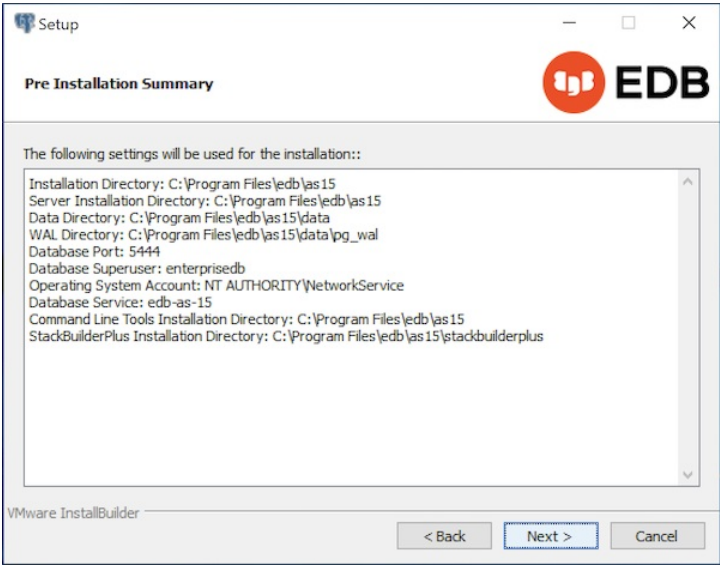 Setup
Pre Installation Summary
EDB
The following settings will be used for the installation::
Installation Directory: C:\Program Files\edb\as15
Server Installation Directory: C:\Program Files\edb\as15
Data Directory: C:\Program Files\edb\as15\data
WAL Directory: C:\Program Files\edb\as15\data\pg_wal
Database Port: 5444
Database Superuser: enterprisedb
Operating System Account: NT AUTHORITY\NetworkService
Database Service: edb-as-15
Command Line Tools Installation Directory: C:\Program Files\edb\as15
StackBuilderPlus Installation Directory: C:\Program Files\edb\as15\stackbuilderplus
VMware InstallBuilder
< Back Next > Cancel